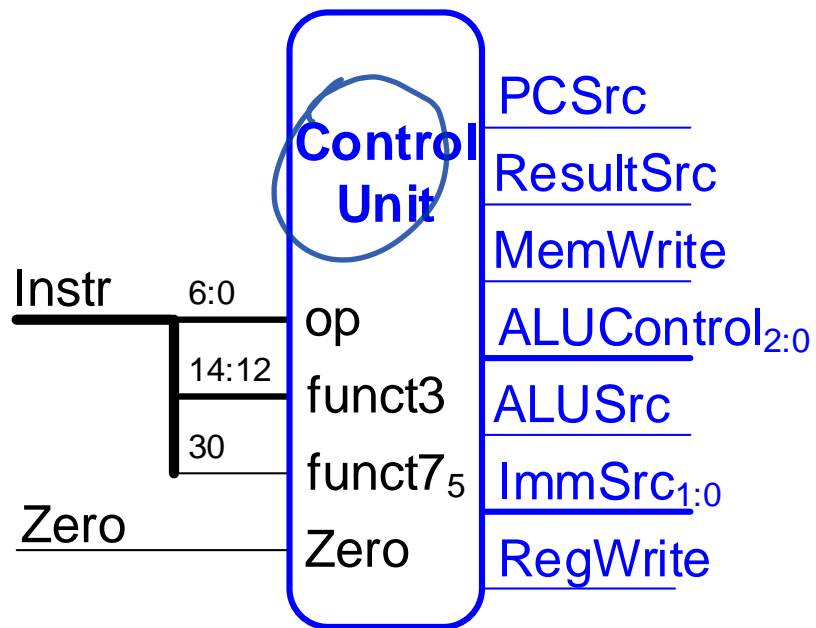 Control
Unit
PCSrc
ResultSrc
MemWrite
Instr
6:0
op
ALUControl2:0
14:12
funct3
ALUSrc
30
funct75
ImmSrc1:0
Zero
Zero
RegWrite